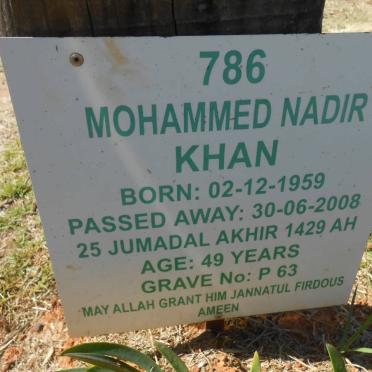 786
MOHAMMED NADIR
KHAN
BORN: 02-12-1959
PASSED AWAY: 30-06-2008
25 JUMADAL AKHIR 1429 AH
AGE: 49 YEARS
GRAVE No: P 63
MAY ALLAH GRANT HIM JANNATUL FIRDOUS
AMEEN